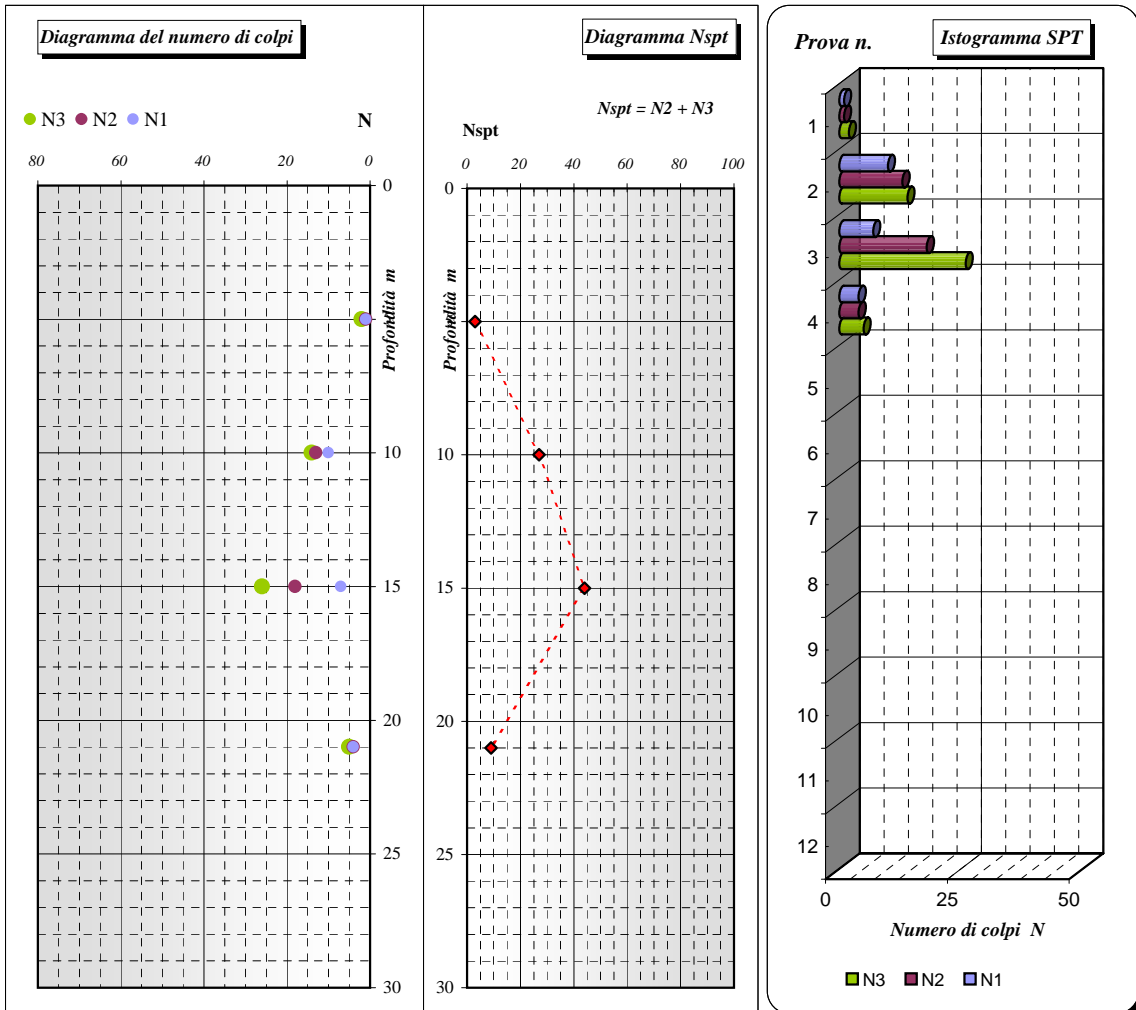 Diagramma del numero di colpi
N3 N2 N1 N
80 60 40 20 0
0
5
10
15
20
25
30
Profondità m
Diagramma Nspt
Nspt = N2 + N3
Nspt
0 20 40 60 80 100
0
5
10
15
20
25
30
Profondità m
Prova n.
Istogramma SPT
1
2
3
4
5
6
7
8
9
10
11
12
0 25 50
Numero di colpi N
N3 N2 N1